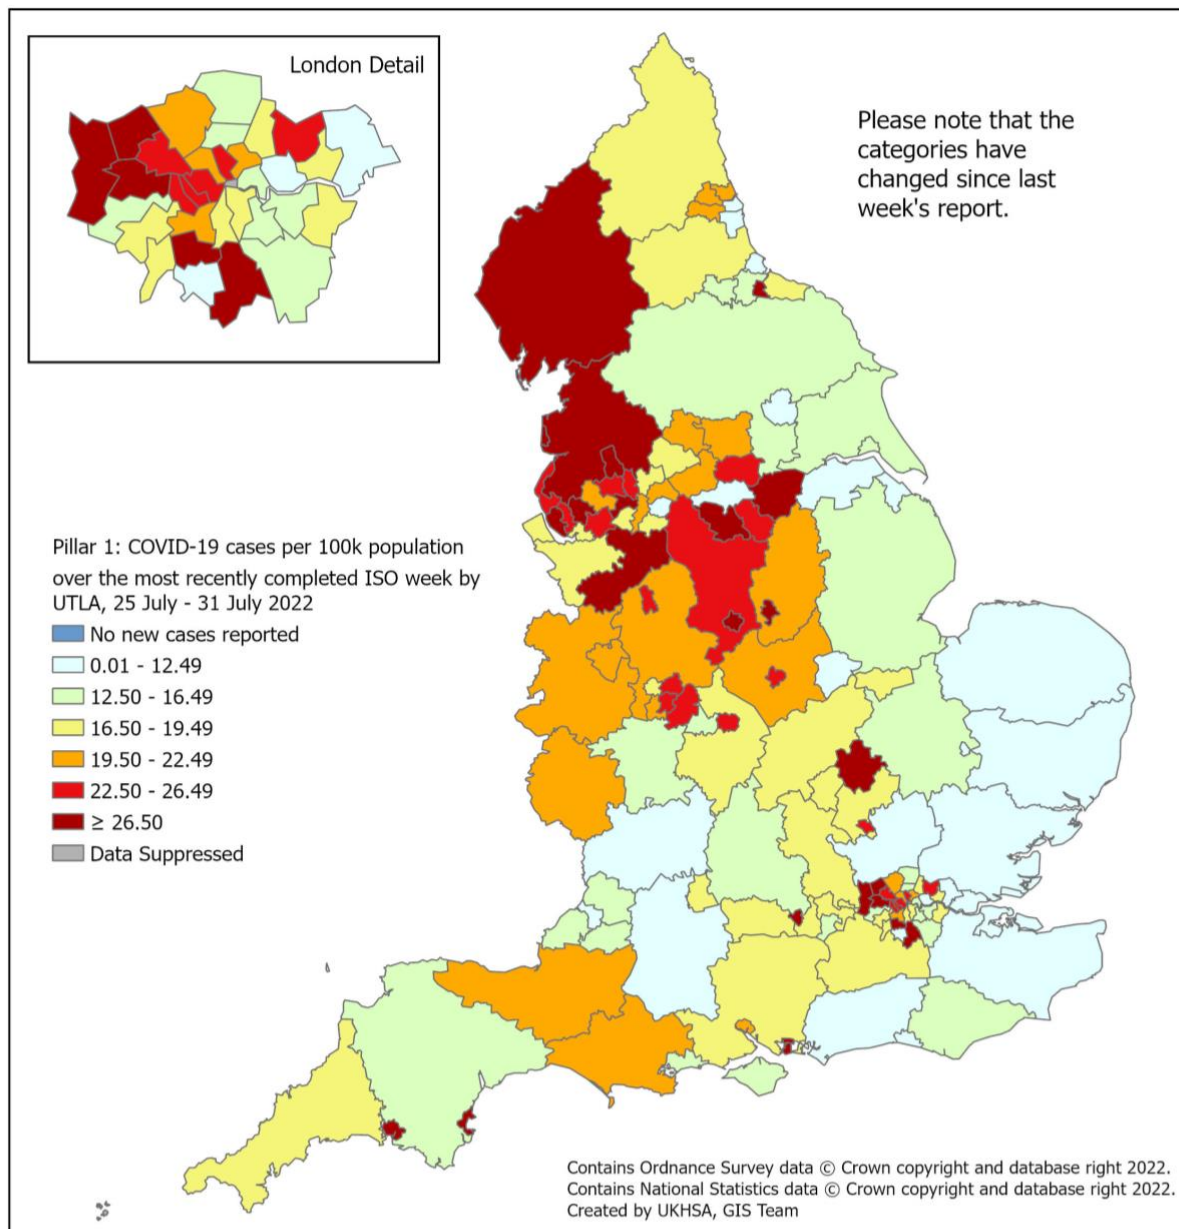 London Detail
Please note that the
categories have
changed since last
week's report.
Pillar 1: COVID-19 cases per 100k population
over the most recently completed ISO week by
UTLA, 25 July - 31 July 2022
No new cases reported
0.01 - 12.49
12.50 - 16.49
16.50 - 19.49
19.50 - 22.49
22.50 - 26.49
≥ 26.50
Data Suppressed
Contains Ordnance Survey data © Crown copyright and database right 2022.
Contains National Statistics data © Crown copyright and database right 2022.
Created by UKHSA, GIS Team